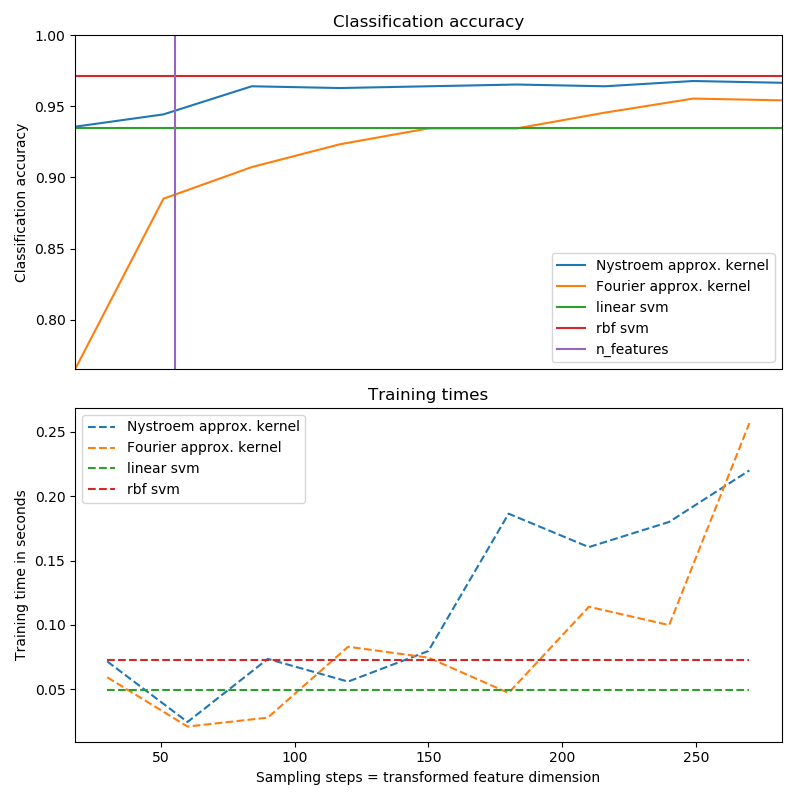 Classification accuracy
1.00
0.95
0.90
0.85
0.80
Classification accuracy
Nystroem approx. kernel
Fourier approx. kernel
linear svm
rbf svm
n_features
Training times
0.25
0.20
0.15
0.10
0.05
Training time in seconds
Nystroem approx. kernel
Fourier approx. kernel
linear svm
rbf svm
50 100 150 200 250
Sampling steps = transformed feature dimension